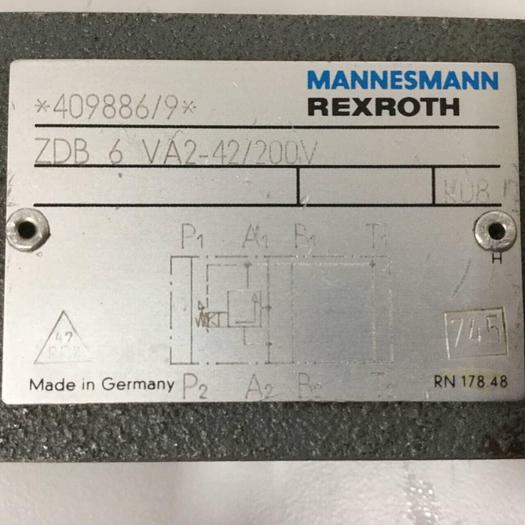 MANNESMANN
REXROTH
*409886/9*
ZDB 6 VA2-42/200V
P1 A1 B1 T1
H
47
745
Made in Germany
P2 A2 B2 T2
RN 178.48